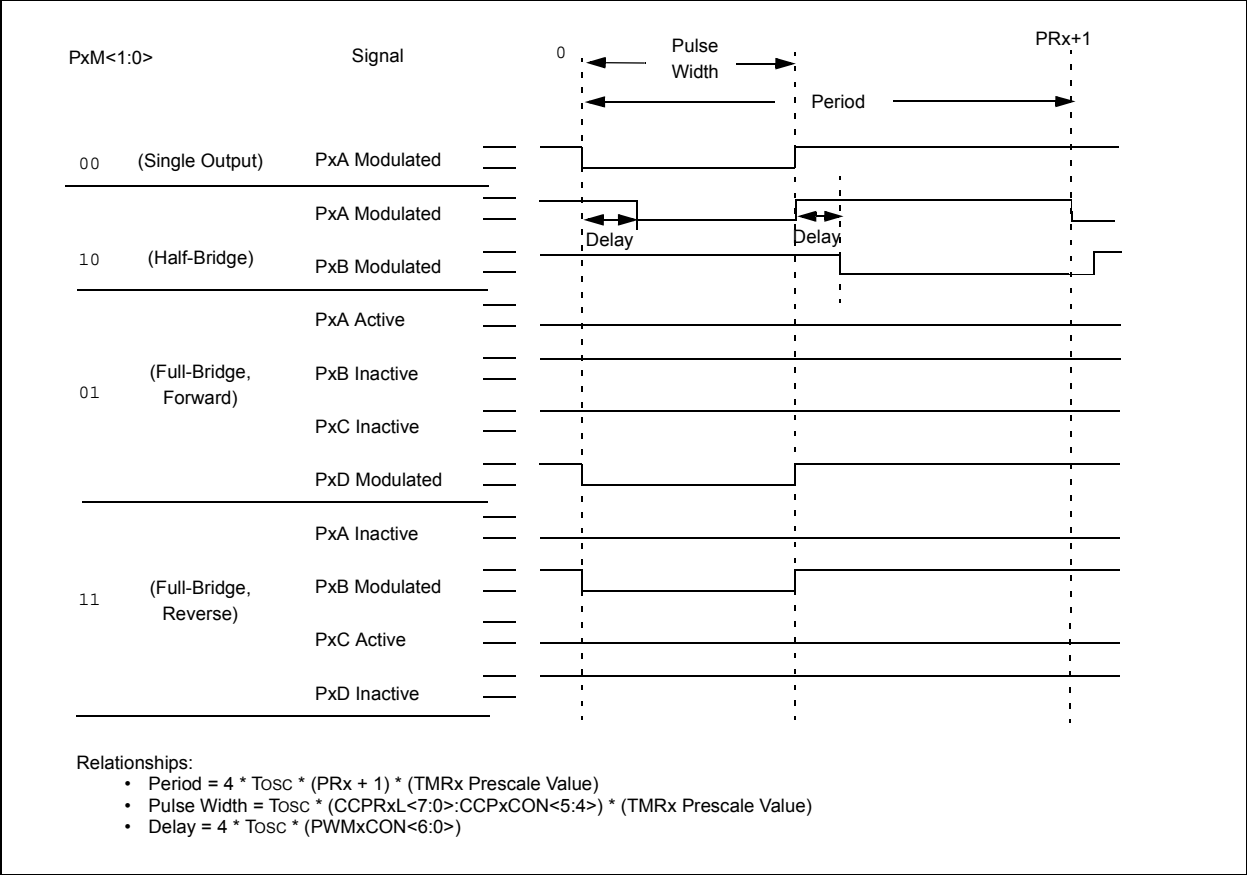 PxM<1:0>
Signal
0
Pulse
Width
PRx+1
Period
00
(Single Output)
PxA Modulated
PxA Modulated
Delay
Delay
10
(Half-Bridge)
PxB Modulated
PxA Active
01
(Full-Bridge,
Forward)
PxB Inactive
PxC Inactive
PxD Modulated
PxA Inactive
11
(Full-Bridge,
Reverse)
PxB Modulated
PxC Active
PxD Inactive
Relationships:
• Period = 4 * TOSC * (PRx + 1) * (TMRx Prescale Value)
• Pulse Width = TOSC * (CCPRxL<7:0>:CCPxCON<5:4>) * (TMRx Prescale Value)
• Delay = 4 * TOSC * (PWMxCON<6:0>)